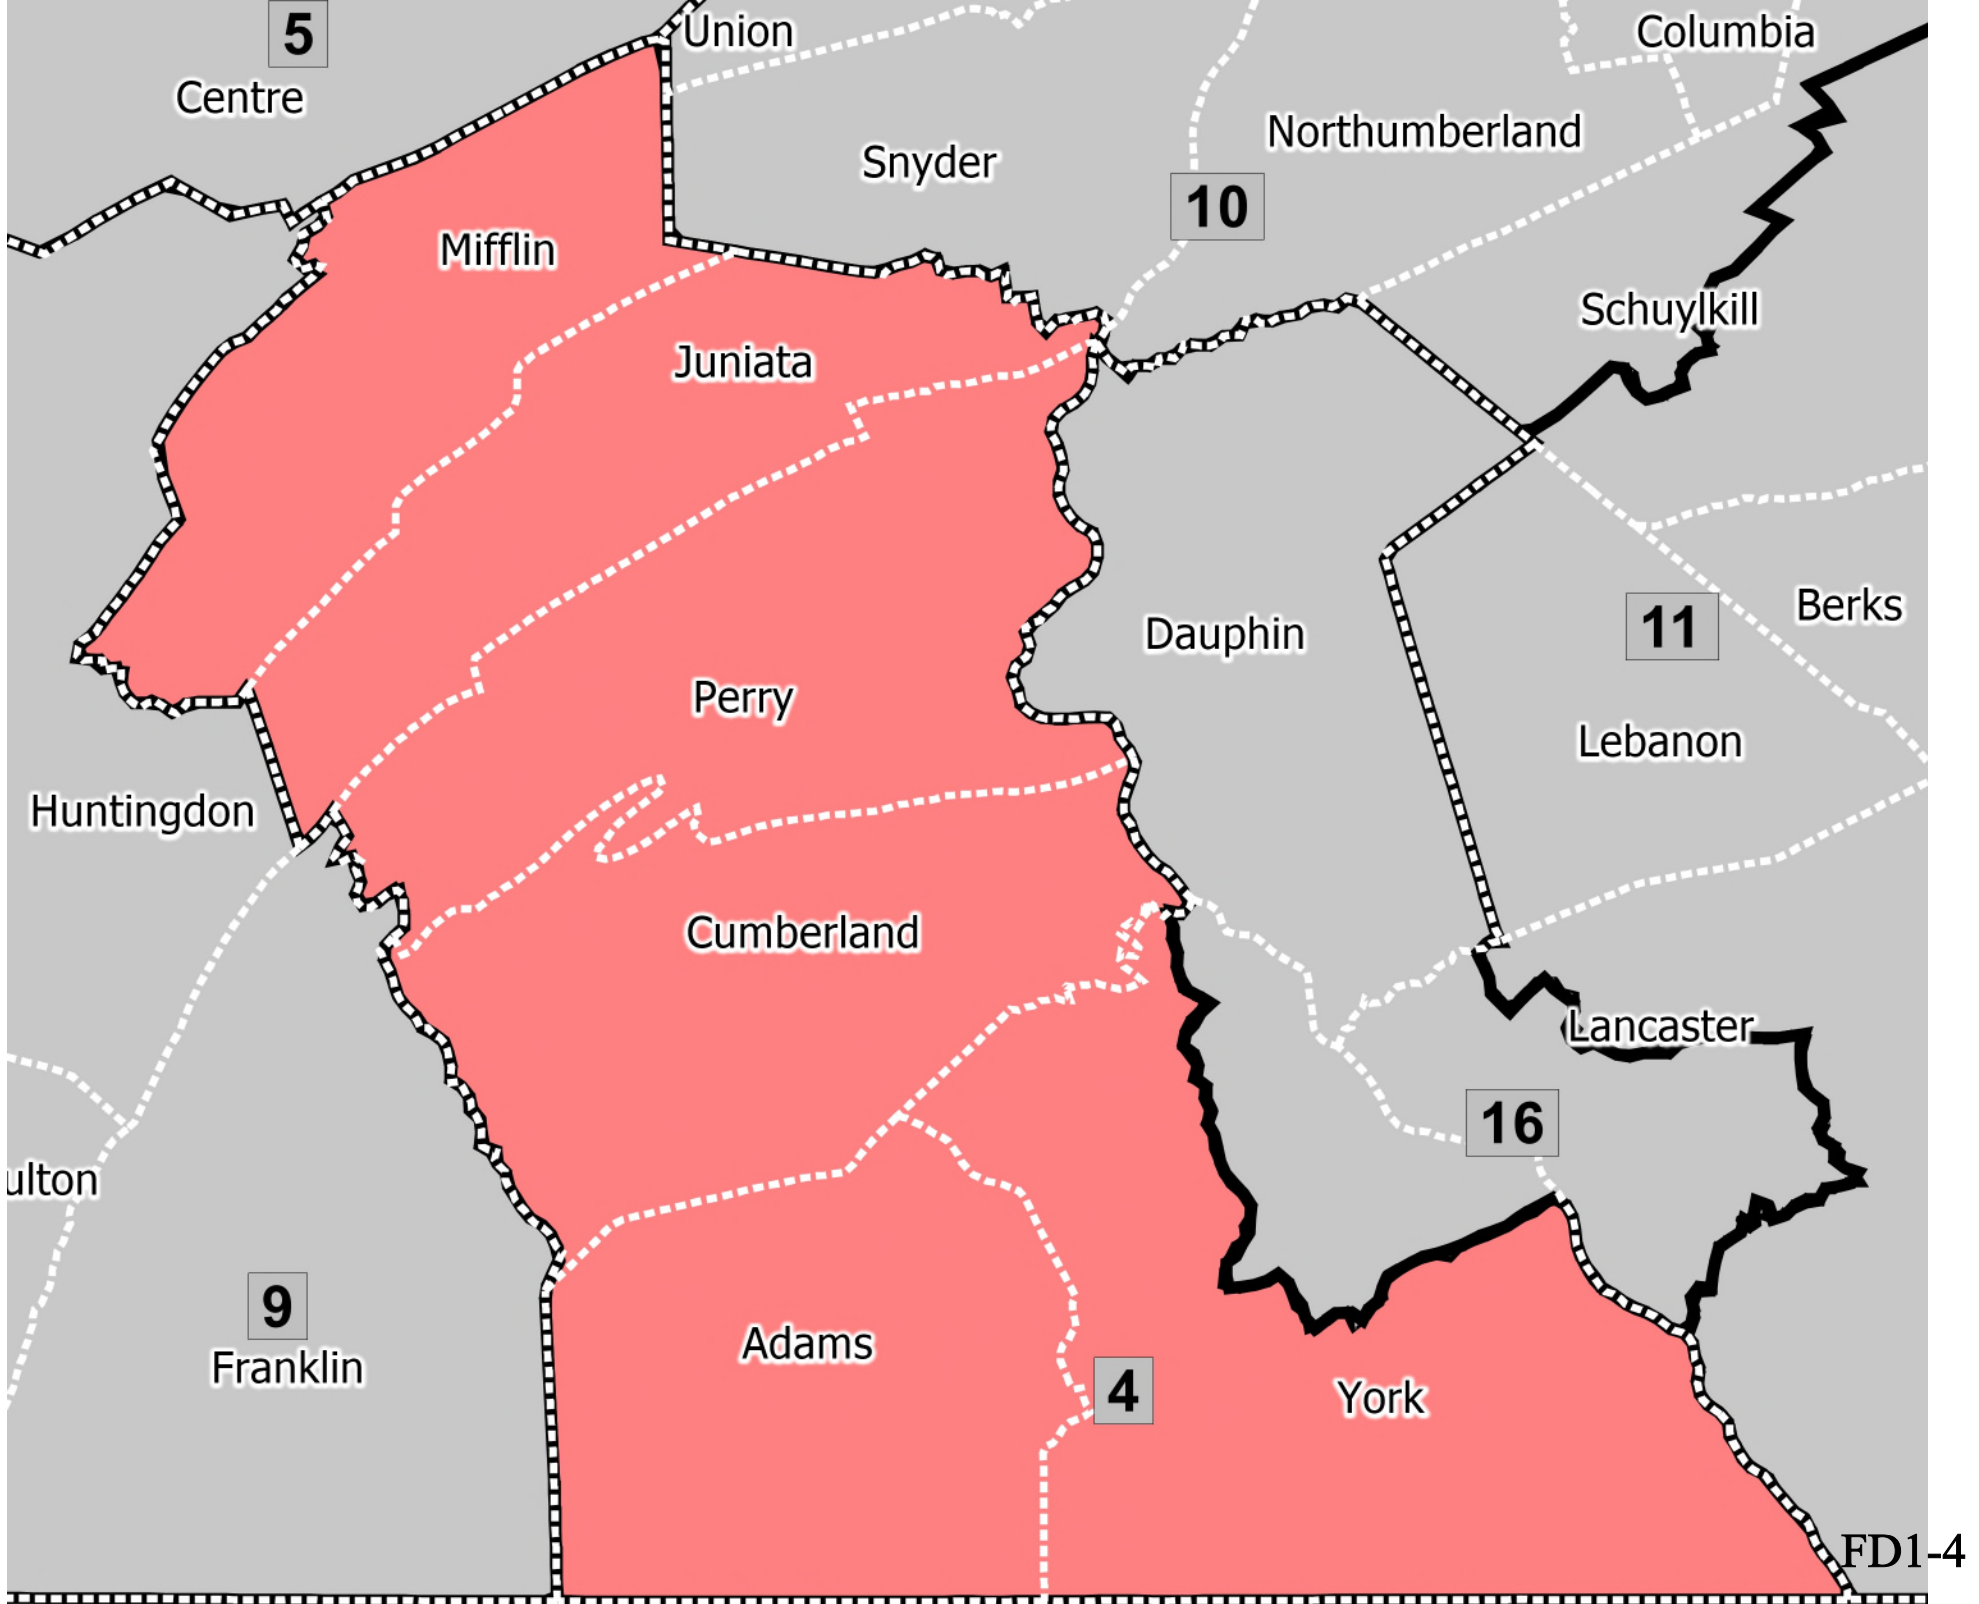 5
Union
Columbia
Centre
Northumberland
Snyder
10
Mifflin
Schuylkill
Juniata
Berks
11
Dauphin
Perry
Lebanon
Huntingdon
Cumberland
Lancaster
16
ulton
9
Adams
Franklin
4
York
FD1-4